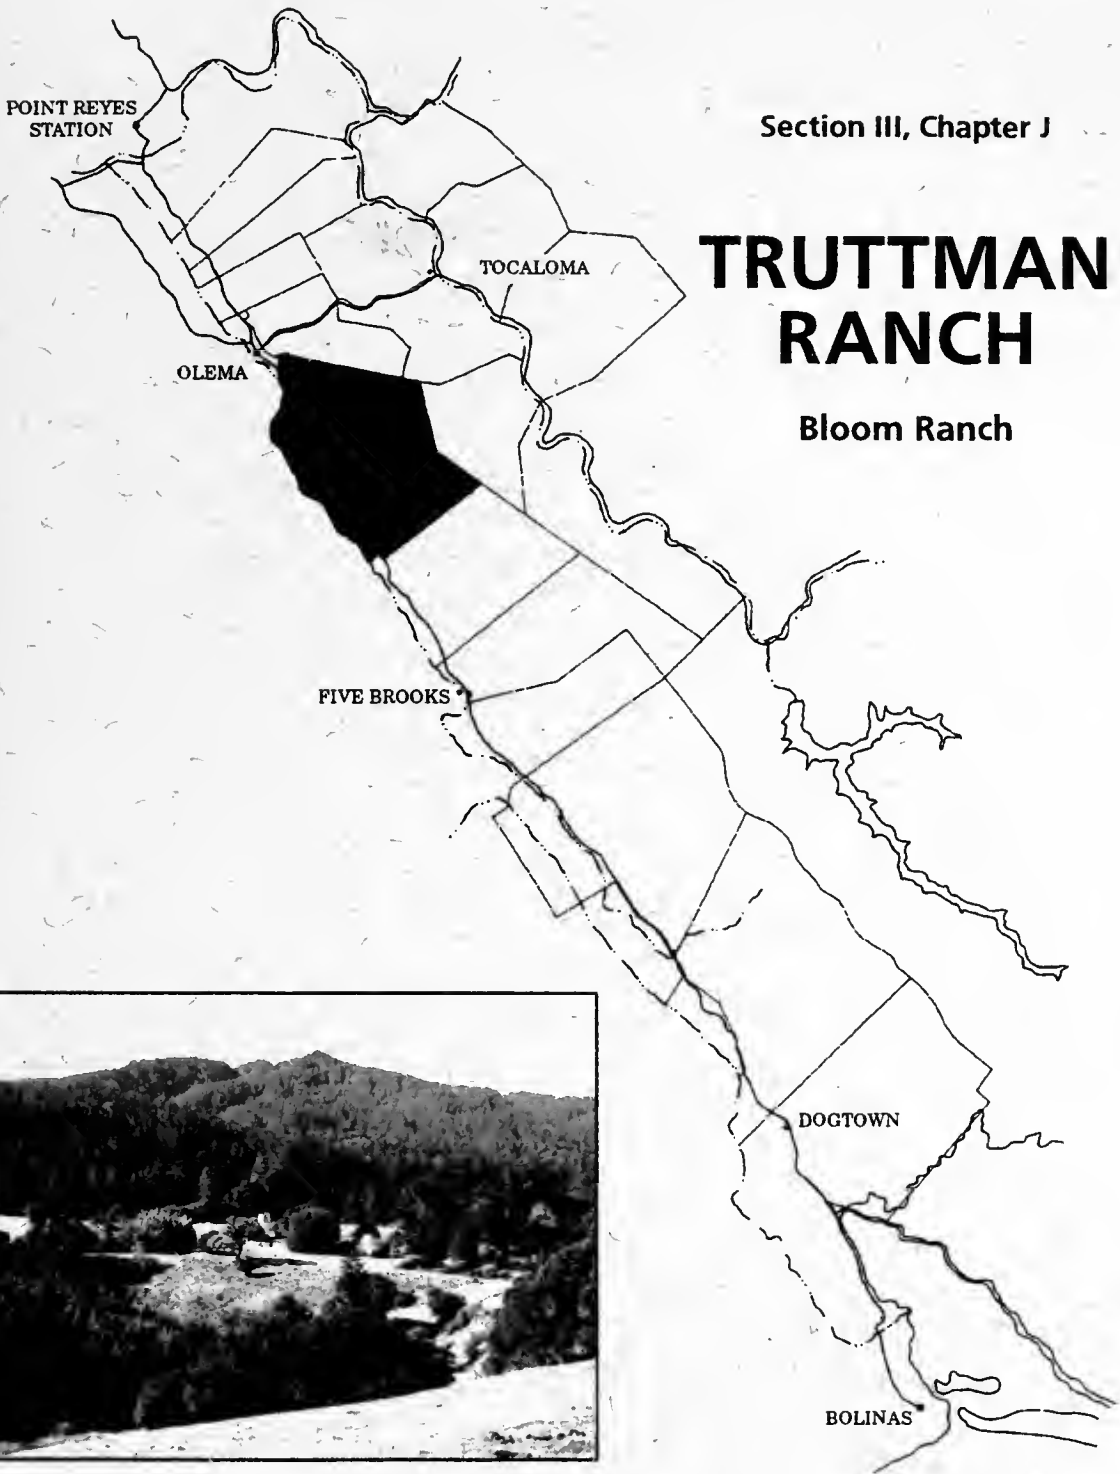 Section III, Chapter J
TRUTTMAN
RANCH
Bloom Ranch
POINT REYES
STATION
TOCALOMA
OLEMA
FIVE BROOKS
DOGTOWN
BOLINAS